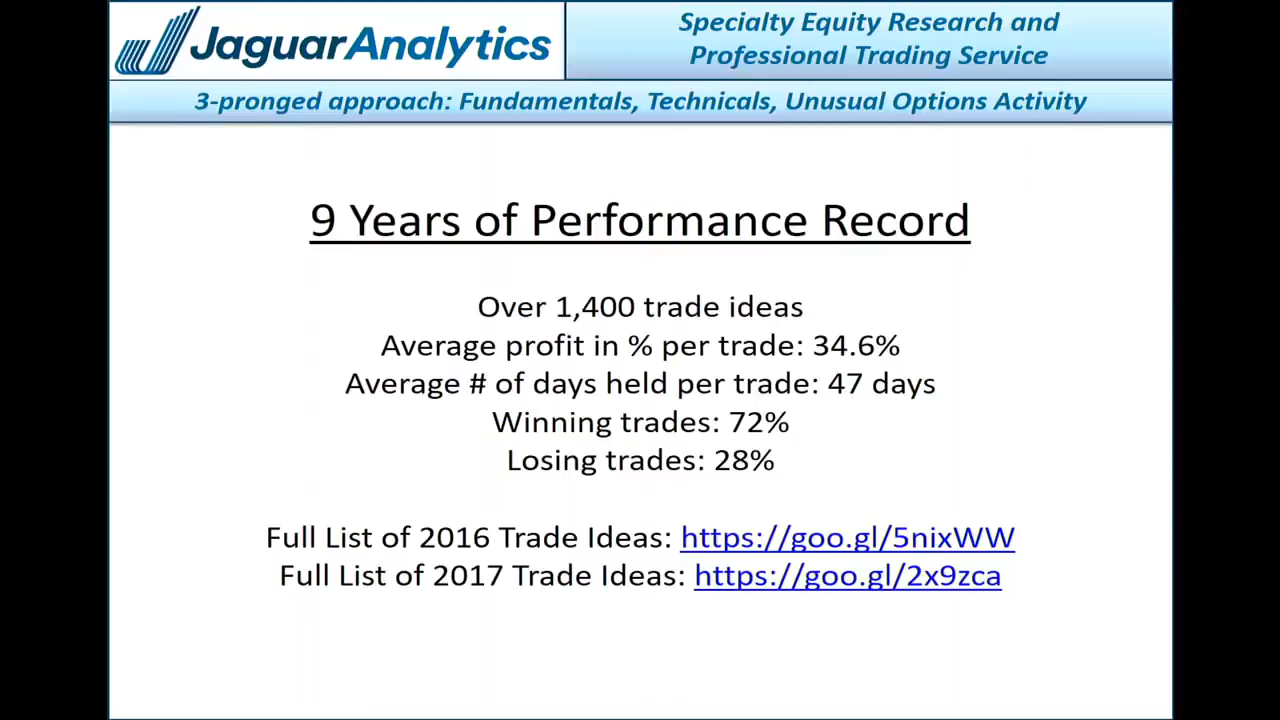 JaguarAnalytics
Specialty Equity Research and
Professional Trading Service
3-pronged approach: Fundamentals, Technicals, Unusual Options Activity
9 Years of Performance Record
Over 1,400 trade ideas
Average profit in % per trade: 34.6%
Average # of days held per trade: 47 days
Winning trades: 72%
Losing trades: 28%
Full List of 2016 Trade Ideas: https://goo.gl/5nixWW
Full List of 2017 Trade Ideas: https://goo.gl/2x9zca